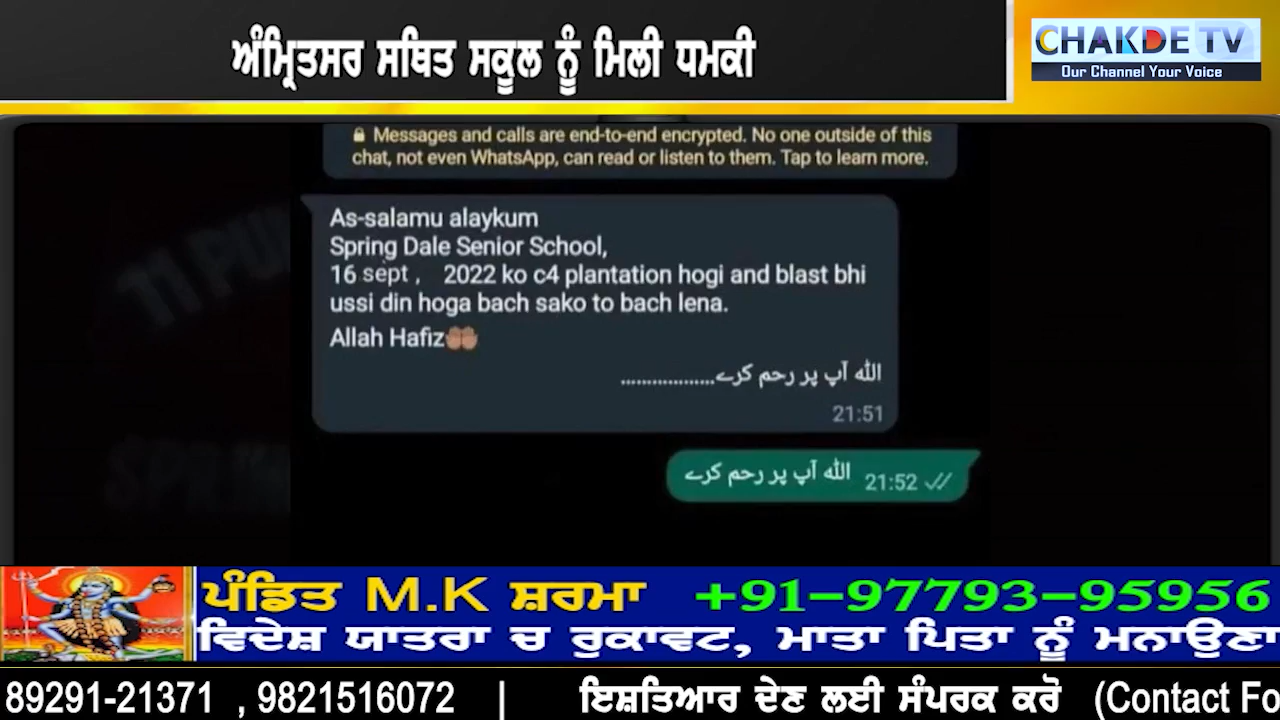 ਅੰਮ੍ਰਿਤਸਰ ਸਥਿਤ ਸਕੂਲ ਨੂੰ ਮਿਲੀ ਧਮਕੀ
CHAKDE TV
Our Channel Your Voice
Messages and calls are end-to-end encrypted. No one outside of this
chat, not even WhatsApp, can read or listen to them. Tap to learn more.
As-salamu alaykum
Spring Dale Senior School,
16 sept , 2022 ko c4 plantation hogi and blast bhi
ussi din hoga bach sako to bach lena.
Allah Hafiz🤲🏽
الله آپ پر رحم کرے..................
21:51
الله آپ پر رحم کرے 21:52
ਪੰਡਿਤ M.K ਸ਼ਰਮਾ +91-97793-95956
ਵਿਦੇਸ਼ ਯਾਤਰਾ ਚ ਰੁਕਾਵਟ, ਮਾਤਾ ਪਿਤਾ ਨੂੰ ਮਨਾਉਣਾ
89291-21371 , 9821516072 | ਇਸ਼ਤਿਆਰ ਦੇਣ ਲਈ ਸੰਪਰਕ ਕਰੋ (Contact Fo